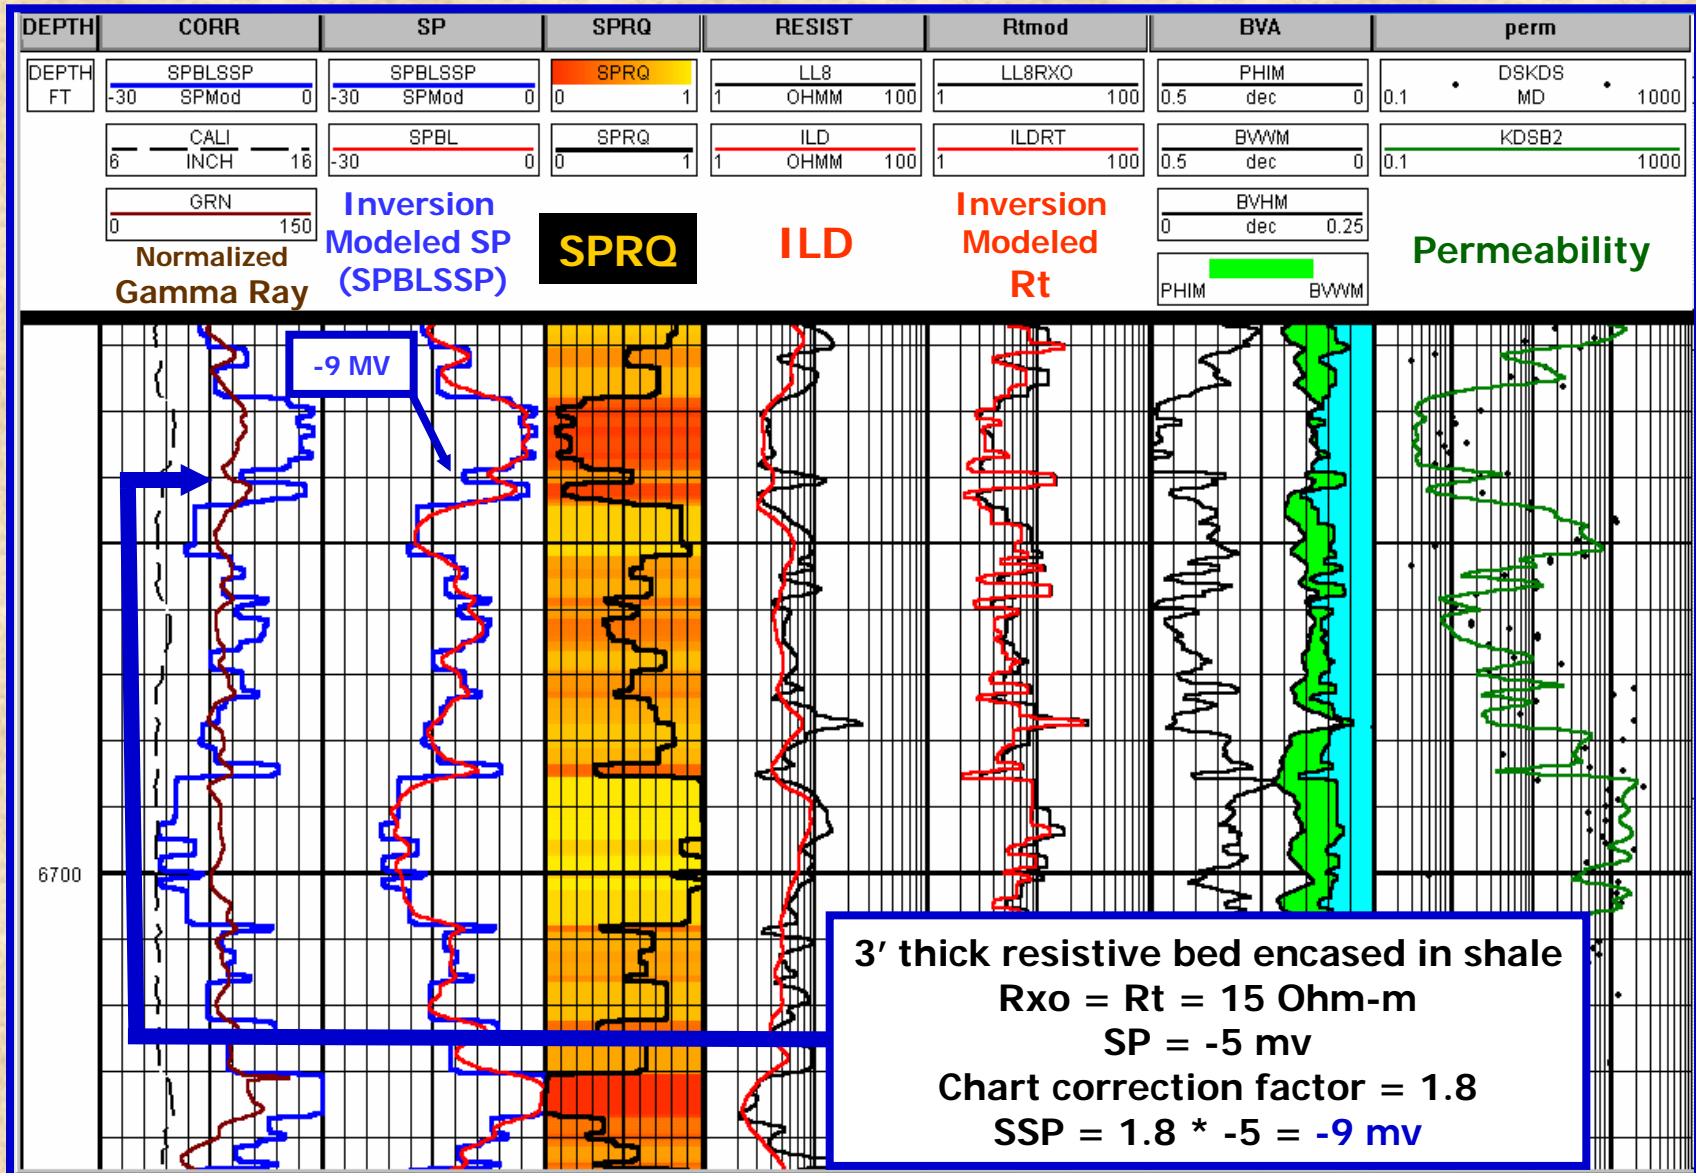 DEPTH CORR SP SPRQ RESIST Rtmod BVA perm
DEPTH
FT
SPBLSSP
-30 SPMod 0
CALI
6 INCH 16
GRN
0 150
Normalized
Gamma Ray
SPBLSSP
-30 SPMod 0
SPBL
-30 0
Inversion
Modeled SP
(SPBLSSP)
SPRQ
0 1
SPRQ
0 1
SPRQ
LL8
1 OHMM 100
ILD
1 OHMM 100
ILD
LL8RXO
1 100
ILDRT
1 100
Inversion
Modeled
Rt
PHIM
0.5 dec 0
BVWM
0.5 dec 0
BVHM
0 dec 0.25
PHIM BVWM
DSKDS
0.1 MD 1000
KDSB2
0.1 1000
Permeability
-9 MV
6700
3' thick resistive bed encased in shale
Rxo = Rt = 15 Ohm-m
SP = -5 mv
Chart correction factor = 1.8
SSP = 1.8 * -5 = -9 mv